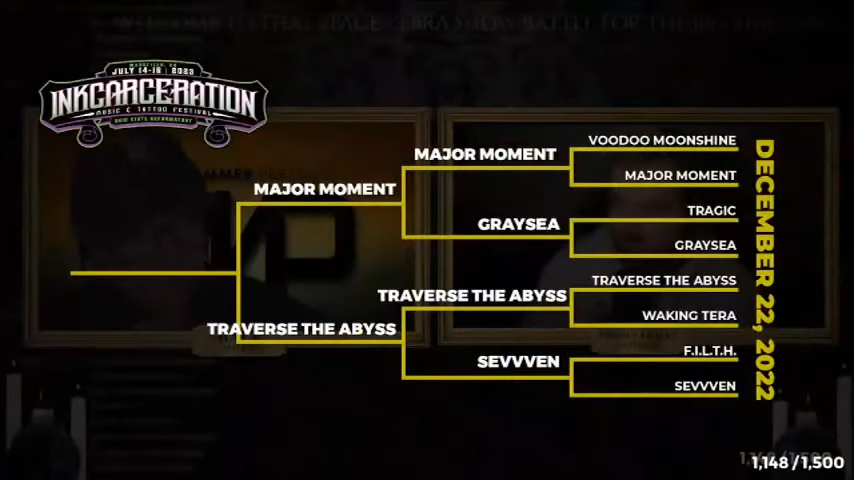 MANSFIELD, OH
JULY 14-16 | 2023
INKCARCERATION
MUSIC & TATTOO FESTIVAL
OHIO STATE REFORMATORY
VOODOO MOONSHINE
MAJOR MOMENT
MAJOR MOMENT
MAJOR MOMENT
TRAGIC
GRAYSEA
GRAYSEA
TRAVERSE THE ABYSS
TRAVERSE THE ABYSS
WAKING TERA
TRAVERSE THE ABYSS
F.I.L.T.H.
SEVVVEN
SEVVVEN
DECEMBER 22, 2022
1,148/1,500